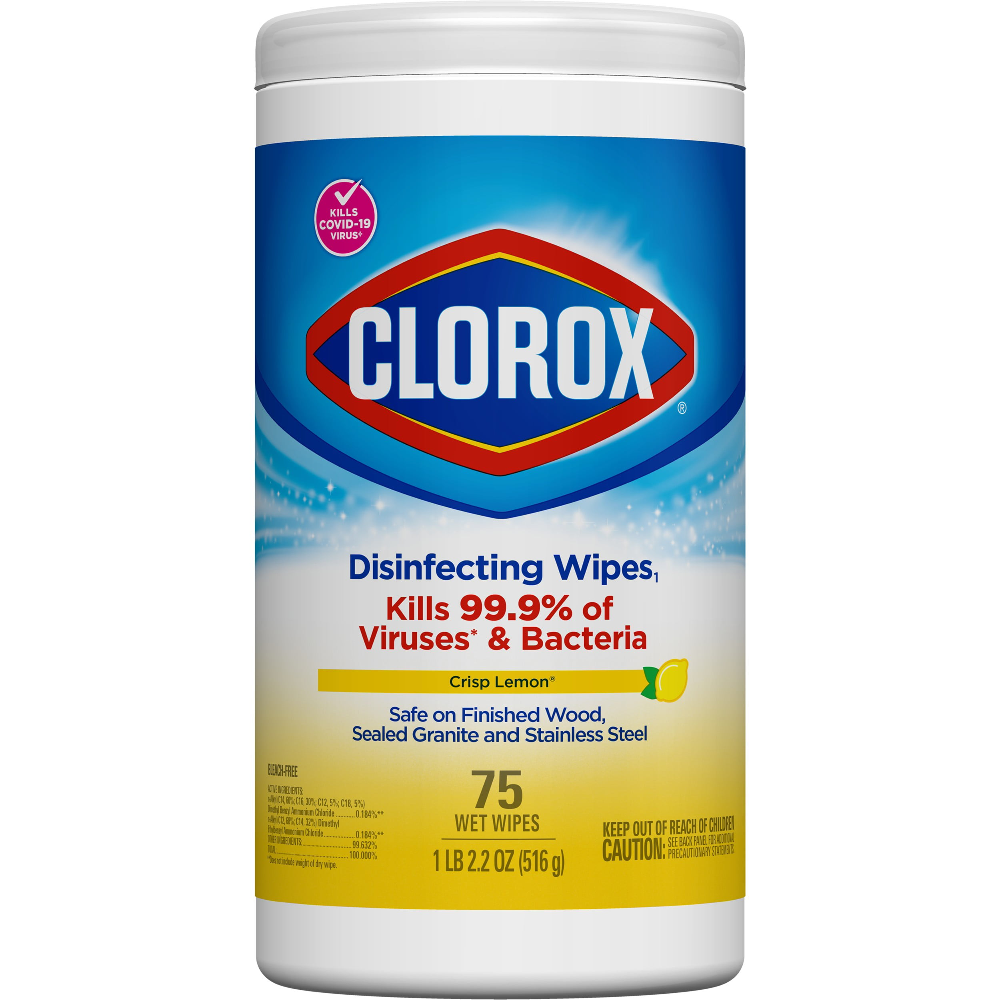 KILLS
COVID-19
VIRUS✧
CLOROX
®
Disinfecting Wipes₁
Kills 99.9% of
Viruses* & Bacteria
Crisp Lemon®
Safe on Finished Wood,
Sealed Granite and Stainless Steel
BLEACH-FREE
ACTIVE INGREDIENTS:
n-Alkyl (C14, 60%; C16, 30%; C12, 5%; C18, 5%)
Dimethyl Benzyl Ammonium Chloride ............ 0.184%**
n-Alkyl (C12, 68%; C14, 32%) Dimethyl
Ethylbenzyl Ammonium Chloride ................... 0.184%**
OTHER INGREDIENTS: .............................. 99.632%
TOTAL: ............................................. 100.000%
**Does not include weight of dry wipe.
75
WET WIPES
1 LB 2.2 OZ (516 g)
KEEP OUT OF REACH OF CHILDREN
CAUTION: SEE BACK PANEL FOR ADDITIONAL
PRECAUTIONARY STATEMENTS.